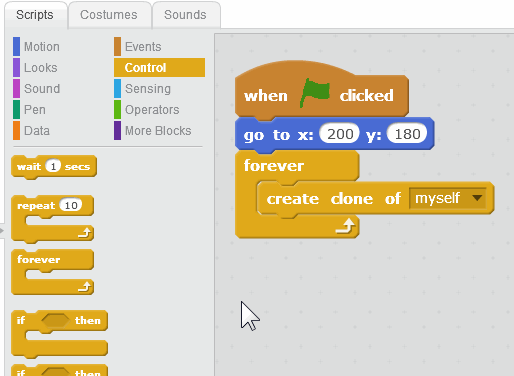 Scripts Costumes Sounds
Motion Events
Looks Control
Sound Sensing
Pen Operators
Data More Blocks
wait 1 secs
repeat 10
forever
if then
if then
when clicked
go to x: 200 y: 180
forever
create clone of myself